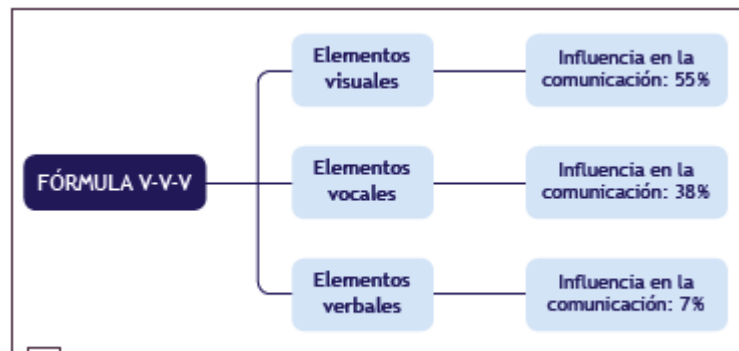 Elementos
visuales
Influencia en la
comunicación: 55%
FÓRMULA V-V-V
Elementos
vocales
Influencia en la
comunicación: 38%
Elementos
verbales
Influencia en la
comunicación: 7%